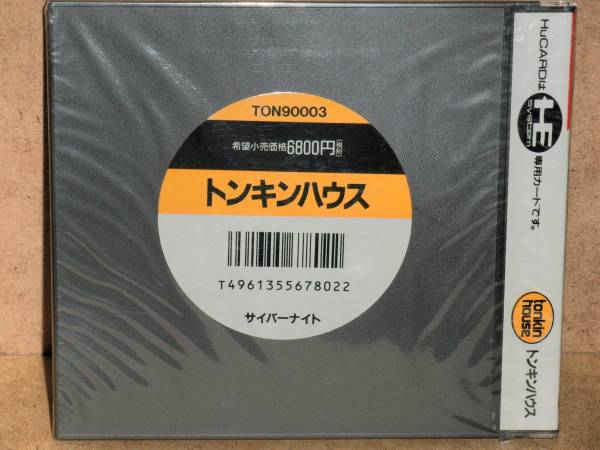 TON90003
希望小売価格6800円(税別)
トンキンハウス
T4961355678022
サイバーナイト
HuCARDは
HE
system
専用カードです。
tonkin
house
トンキンハウス